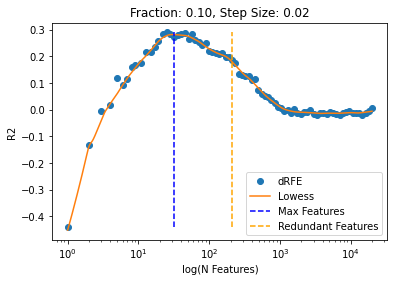 Fraction: 0.10, Step Size: 0.02
R2
0.3
0.2
0.1
0.0
−0.1
−0.2
−0.3
−0.4
dRFE
Lowess
Max Features
Redundant Features
10⁰ 10¹ 10² 10³ 10⁴
log(N Features)